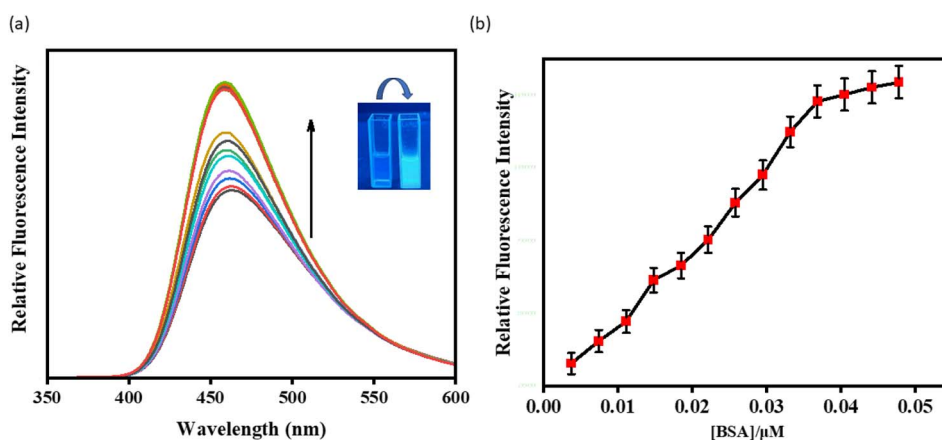 (a)
(b)
Relative Fluorescence Intensity
350 400 450 500 550 600
Wavelength (nm)
Relative Fluorescence Intensity
0.00 0.01 0.02 0.03 0.04 0.05
[BSA]/µM